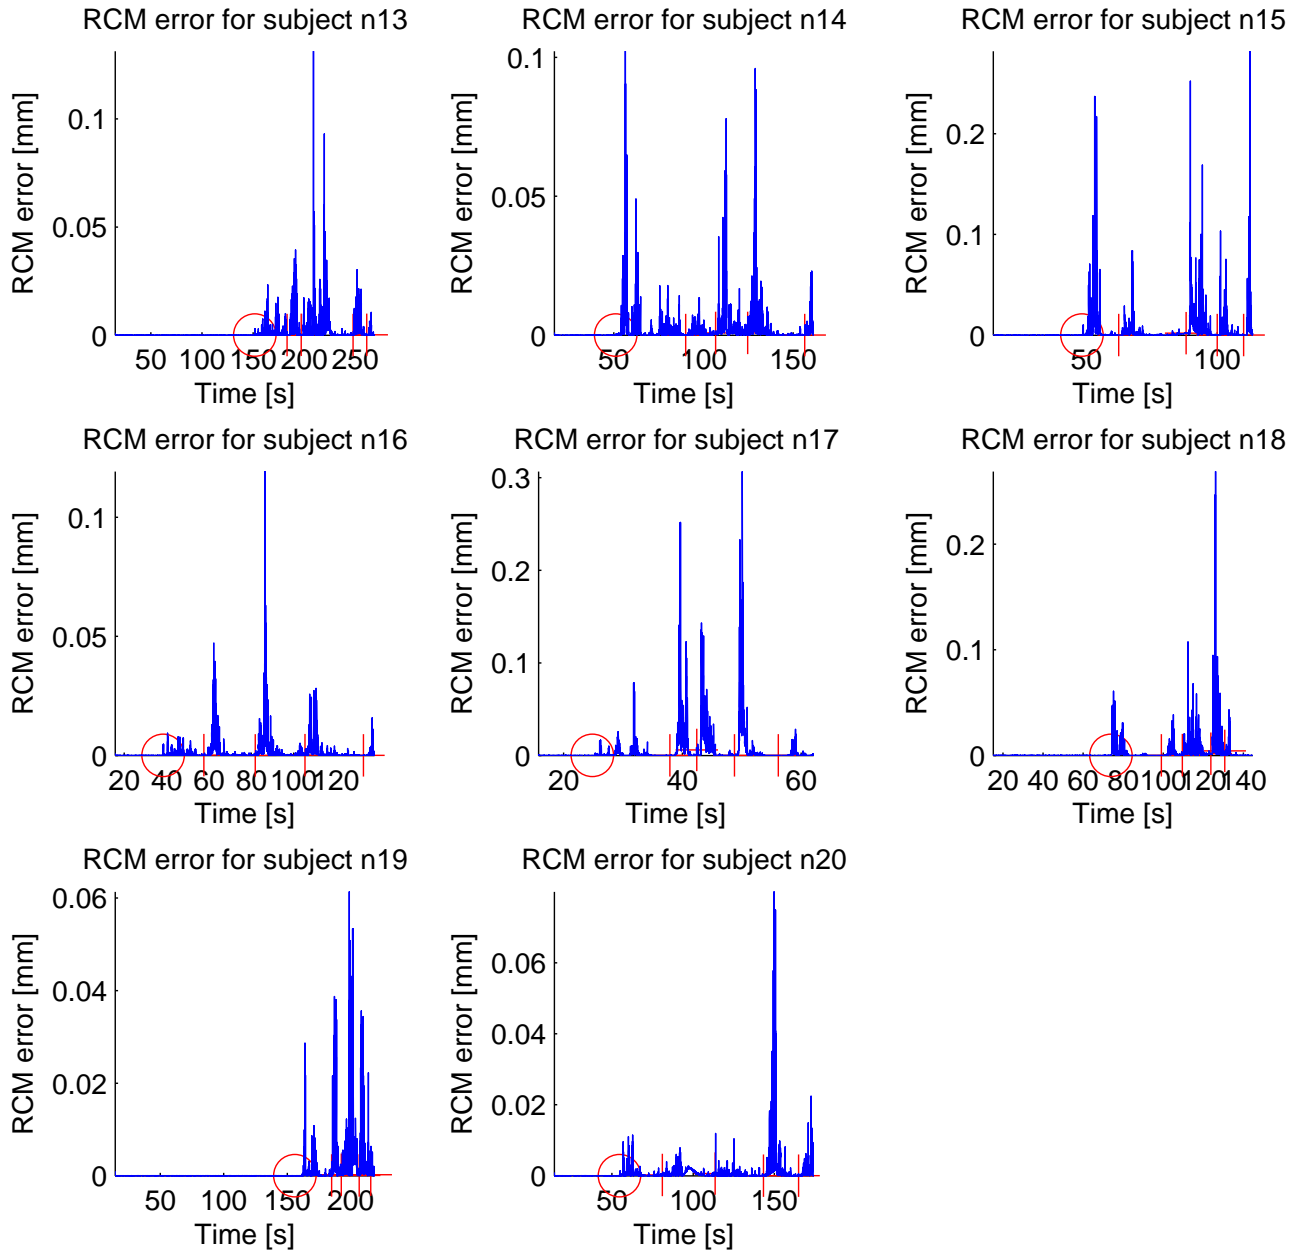 RCM error for subject n13
RCM error [mm]
0.1
0.05
0
50 100 150 200 250
Time [s]
RCM error for subject n14
RCM error [mm]
0.1
0.05
0
50 100 150
Time [s]
RCM error for subject n15
RCM error [mm]
0.2
0.1
0
50 100
Time [s]
RCM error for subject n16
RCM error [mm]
0.1
0.05
0
20 40 60 80 100 120
Time [s]
RCM error for subject n17
RCM error [mm]
0.3
0.2
0.1
0
20 40 60
Time [s]
RCM error for subject n18
RCM error [mm]
0.2
0.1
0
20 40 60 80 100 120 140
Time [s]
RCM error for subject n19
RCM error [mm]
0.06
0.04
0.02
0
50 100 150 200
Time [s]
RCM error for subject n20
RCM error [mm]
0.06
0.04
0.02
0
50 100 150
Time [s]